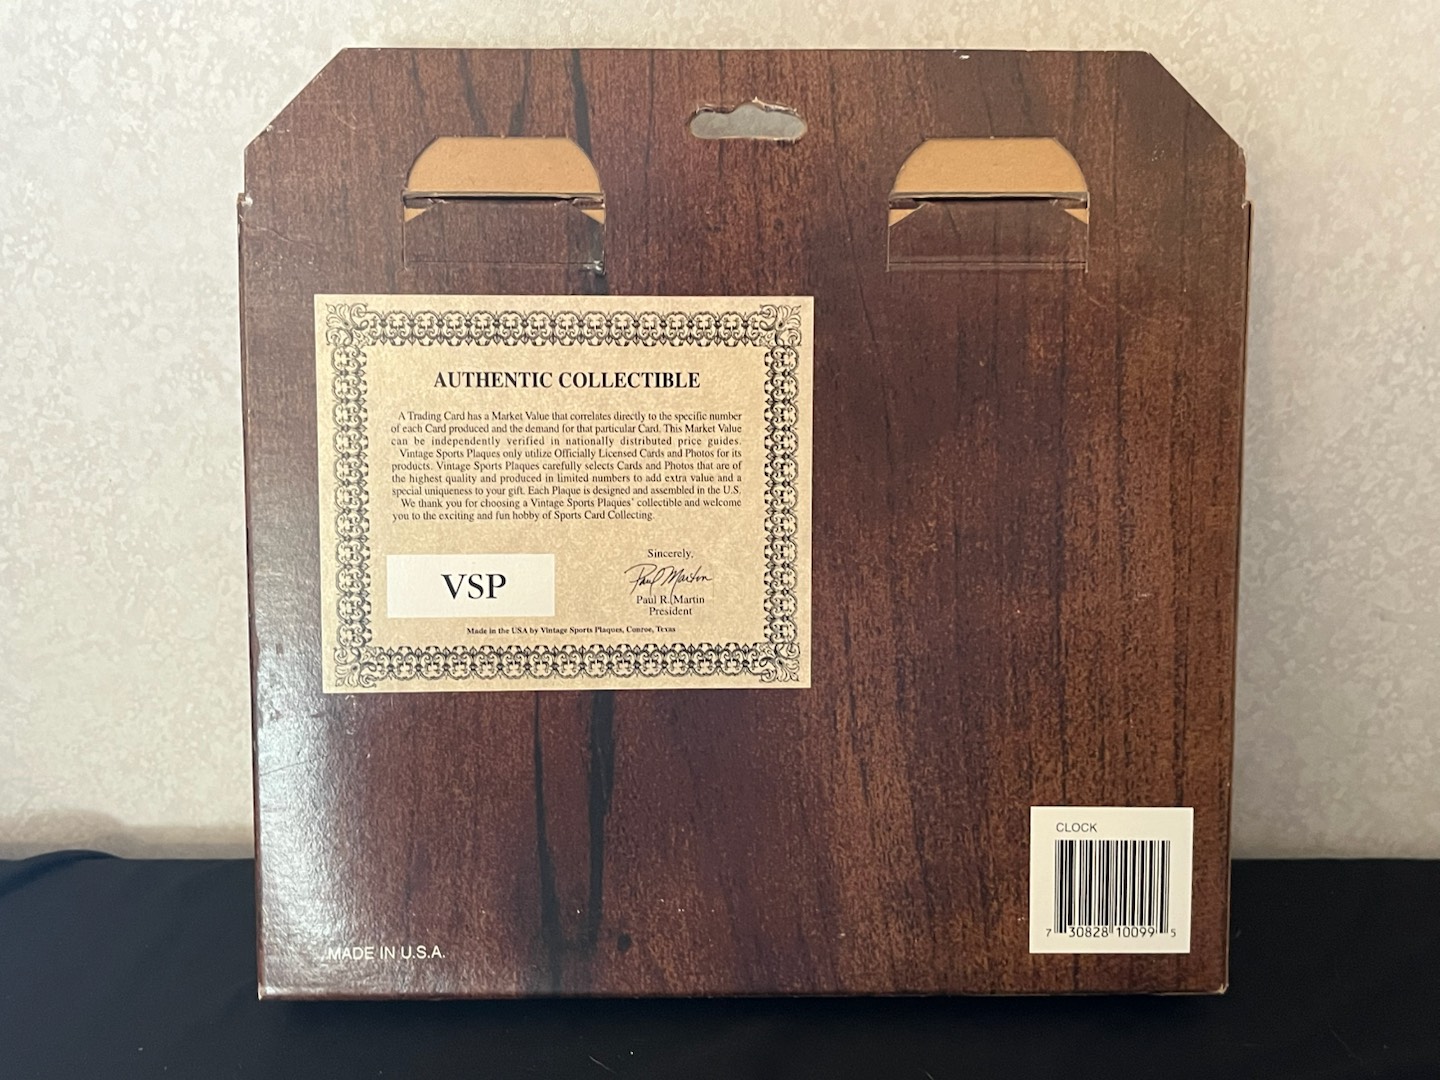 AUTHENTIC COLLECTIBLE
A Trading Card has a Market Value that correlates directly to the specific number
of each Card produced and the demand for that particular Card. This Market Value
can be independently verified in nationally distributed price guides.
Vintage Sports Plaques only utilize Officially Licensed Cards and Photos for its
products. Vintage Sports Plaques carefully selects Cards and Photos that are of
the highest quality and produced in limited numbers to add extra value and a
special uniqueness to your gift. Each Plaque is designed and assembled in the U.S.
We thank you for choosing a Vintage Sports Plaques' collectible and welcome
you to the exciting and fun hobby of Sports Card Collecting.
VSP
Sincerely,
Paul Martin
Paul R. Martin
President
Made in the USA by Vintage Sports Plaques, Conroe, Texas
CLOCK
7 30828 10099 5
MADE IN U.S.A.